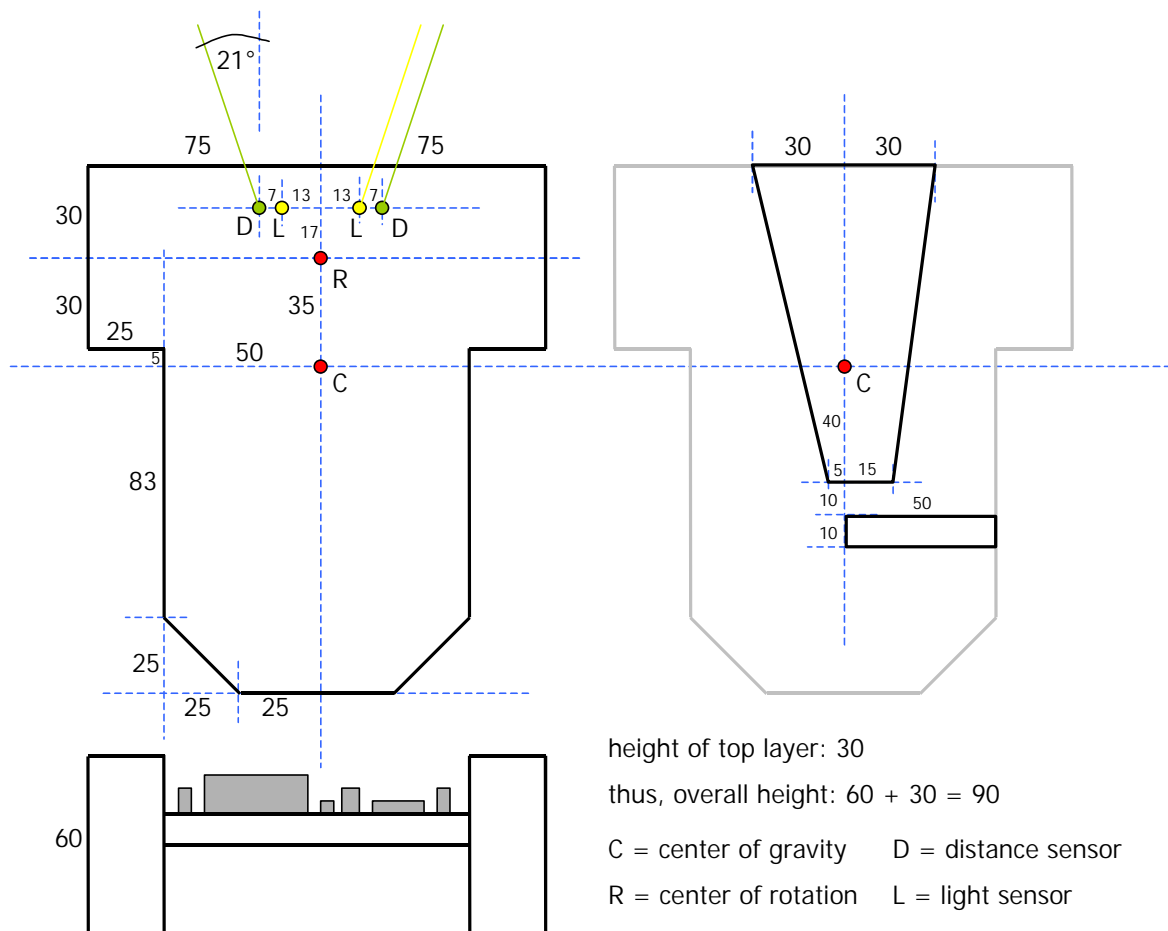 21°
75 75
30 30
7 13 13 7
30
D L L D
17
R
30
35
25
5
50
C
C
40
83
5 15
10
50
10
25
25 25
height of top layer: 30
thus, overall height: 60 + 30 = 90
60
C = center of gravity D = distance sensor
R = center of rotation L = light sensor